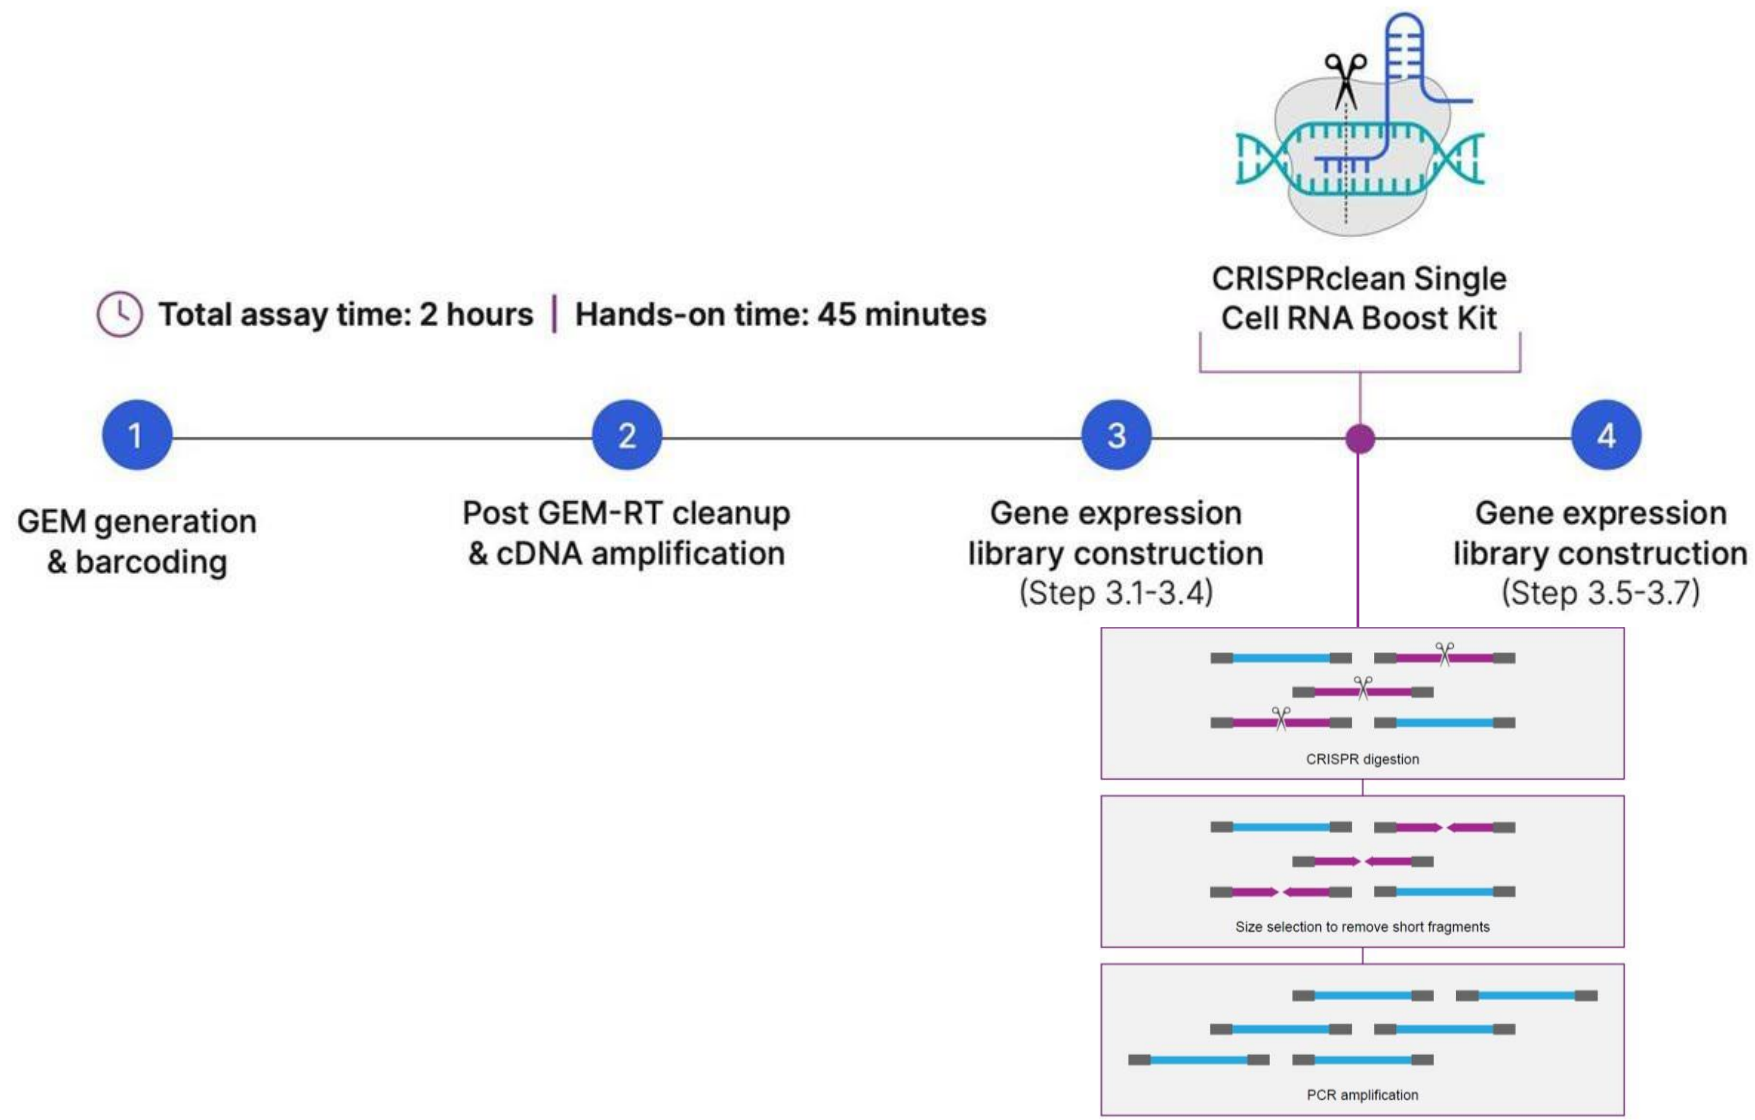 CRISPRclean Single
Cell RNA Boost Kit
Total assay time: 2 hours | Hands-on time: 45 minutes
1
2
3
4
GEM generation
& barcoding
Post GEM-RT cleanup
& cDNA amplification
Gene expression
library construction
(Step 3.1-3.4)
Gene expression
library construction
(Step 3.5-3.7)
CRISPR digestion
Size selection to remove short fragments
PCR amplification